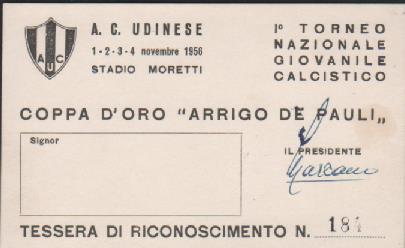 A. C. UDINESE
1-2-3-4 novembre 1956
STADIO MORETTI
1° TORNEO
NAZIONALE
GIOVANILE
CALCISTICO
AUC
COPPA D'ORO "ARRIGO DE PAULI„
Signor
IL PRESIDENTE
TESSERA DI RICONOSCIMENTO N. 184